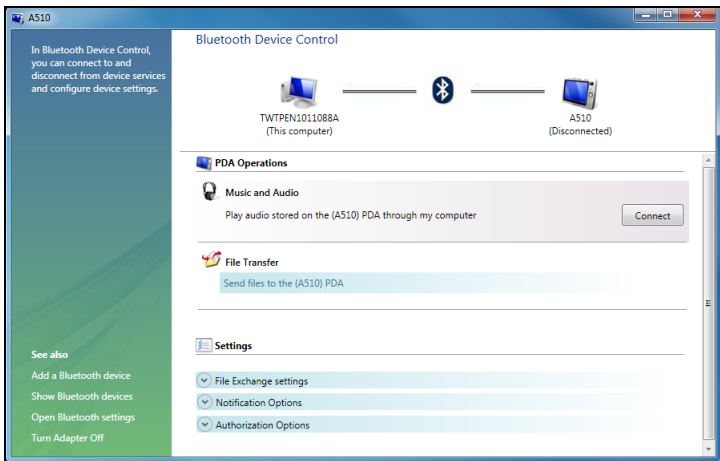 A510
In Bluetooth Device Control,
you can connect to and
disconnect from device services
and configure device settings.
Bluetooth Device Control
TWTPEN1011088A
(This computer)
A510
(Disconnected)
PDA Operations
Music and Audio
Play audio stored on the (A510) PDA through my computer
Connect
File Transfer
Send files to the (A510) PDA
Settings
File Exchange settings
Notification Options
Authorization Options
See also
Add a Bluetooth device
Show Bluetooth devices
Open Bluetooth settings
Turn Adapter Off